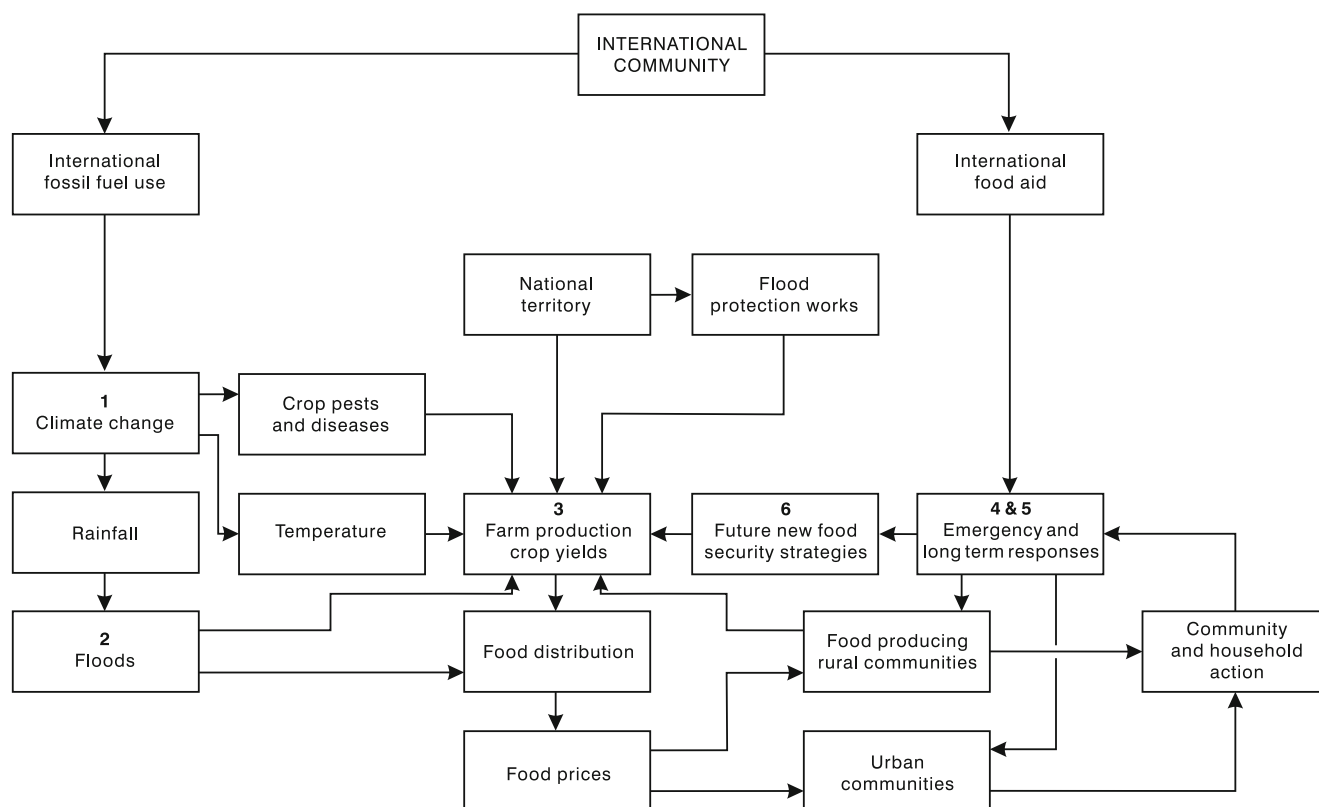 INTERNATIONAL
COMMUNITY
International
fossil fuel use
International
food aid
National
territory
Flood
protection works
1
Climate change
Crop pests
and diseases
Rainfall
Temperature
3
Farm production
crop yields
6
Future new food
security strategies
4 & 5
Emergency and
long term responses
2
Floods
Food distribution
Food producing
rural communities
Community
and household
action
Food prices
Urban
communities